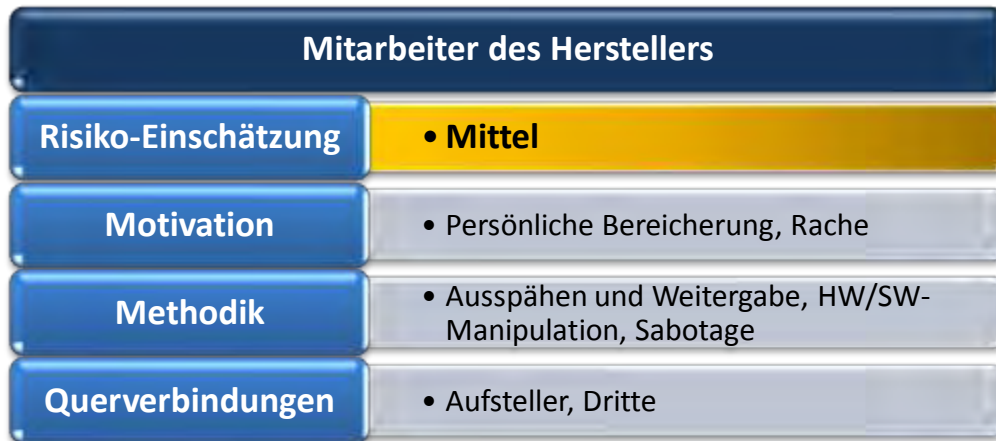 Mitarbeiter des Herstellers
Risiko-Einschätzung
• Mittel
Motivation
• Persönliche Bereicherung, Rache
Methodik
• Ausspähen und Weitergabe, HW/SW-
Manipulation, Sabotage
Querverbindungen
• Aufsteller, Dritte